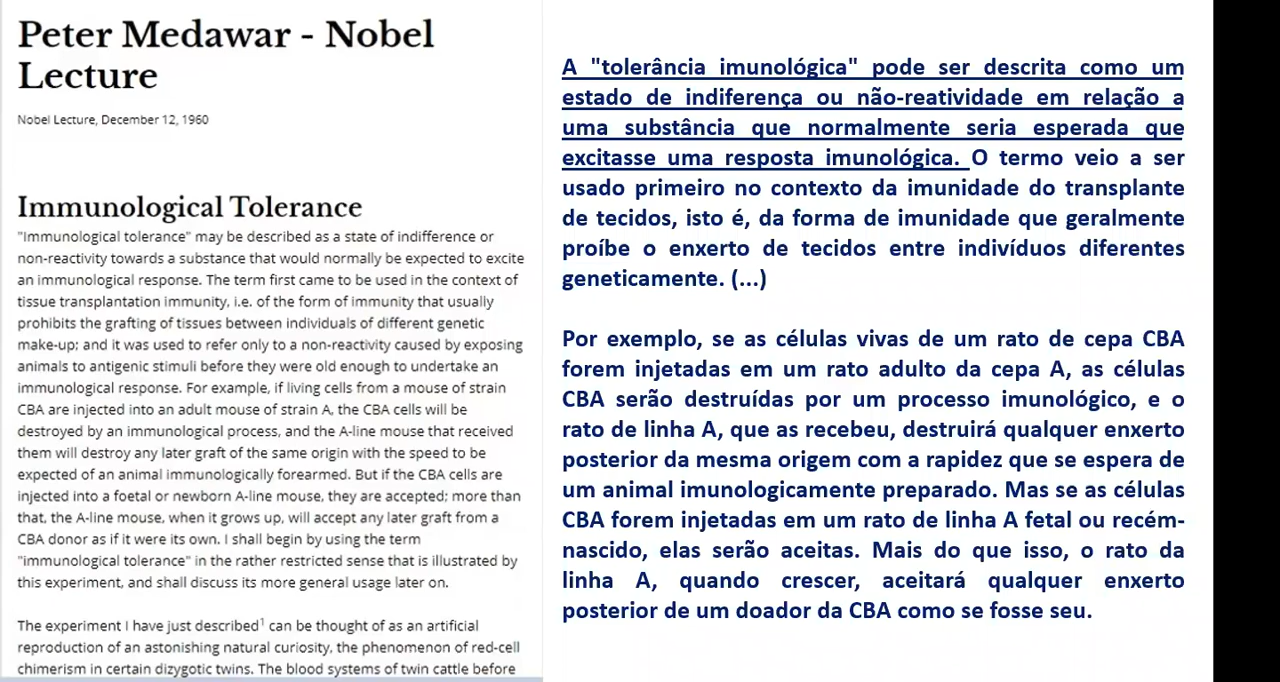 Peter Medawar - Nobel
Lecture
Nobel Lecture, December 12, 1960
Immunological Tolerance
"Immunological tolerance" may be described as a state of indifference or
non-reactivity towards a substance that would normally be expected to excite
an immunological response. The term first came to be used in the context of
tissue transplantation immunity, i.e. of the form of immunity that usually
prohibits the grafting of tissues between individuals of different genetic
make-up; and it was used to refer only to a non-reactivity caused by exposing
animals to antigenic stimuli before they were old enough to undertake an
immunological response. For example, if living cells from a mouse of strain
CBA are injected into an adult mouse of strain A, the CBA cells will be
destroyed by an immunological process, and the A-line mouse that received
them will destroy any later graft of the same origin with the speed to be
expected of an animal immunologically forearmed. But if the CBA cells are
injected into a foetal or newborn A-line mouse, they are accepted; more than
that, the A-line mouse, when it grows up, will accept any later graft from a
CBA donor as if it were its own. I shall begin by using the term
"immunological tolerance" in the rather restricted sense that is illustrated by
this experiment, and shall discuss its more general usage later on.
The experiment I have just described¹ can be thought of as an artificial
reproduction of an astonishing natural curiosity, the phenomenon of red-cell
chimerism in certain dizygotic twins. The blood systems of twin cattle before
A "tolerância imunológica" pode ser descrita como um
estado de indiferença ou não-reatividade em relação a
uma substância que normalmente seria esperada que
excitasse uma resposta imunológica. O termo veio a ser
usado primeiro no contexto da imunidade do transplante
de tecidos, isto é, da forma de imunidade que geralmente
proíbe o enxerto de tecidos entre indivíduos diferentes
geneticamente. (...)
Por exemplo, se as células vivas de um rato de cepa CBA
forem injetadas em um rato adulto da cepa A, as células
CBA serão destruídas por um processo imunológico, e o
rato de linha A, que as recebeu, destruirá qualquer enxerto
posterior da mesma origem com a rapidez que se espera de
um animal imunologicamente preparado. Mas se as células
CBA forem injetadas em um rato de linha A fetal ou recém-
nascido, elas serão aceitas. Mais do que isso, o rato da
linha A, quando crescer, aceitará qualquer enxerto
posterior de um doador da CBA como se fosse seu.